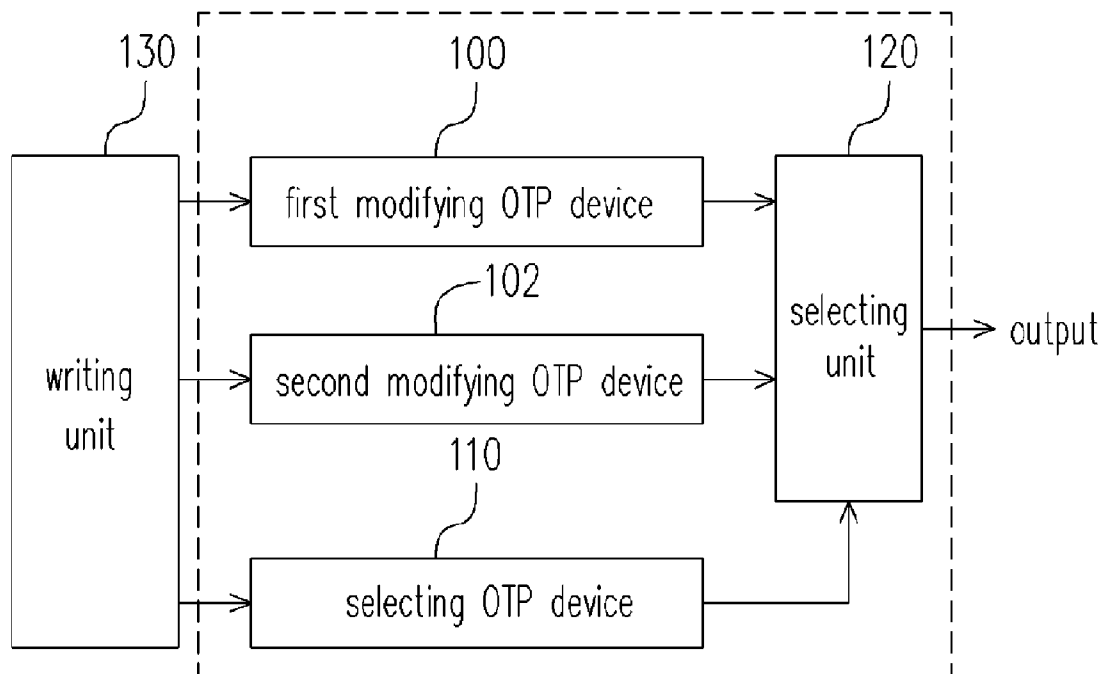 130
100
120
first modifying OTP device
102
selecting
unit
output
writing
unit
second modifying OTP device
110
selecting OTP device